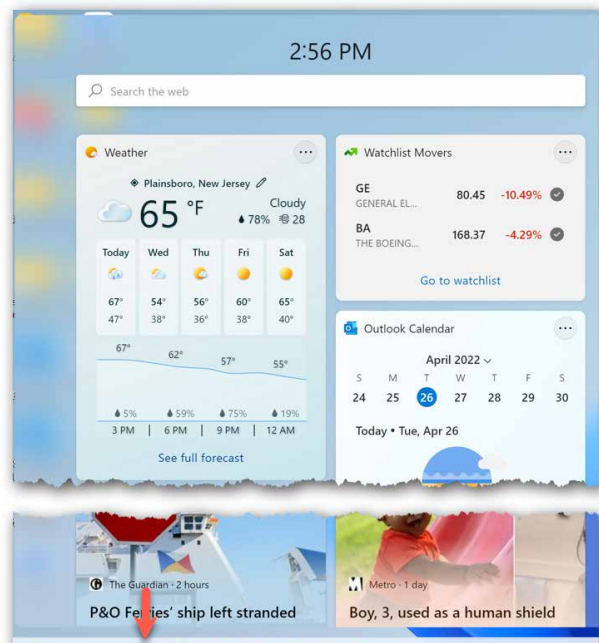 2:56 PM
Search the web
Weather
Plainsboro, New Jersey
65 °F
Cloudy
78% 28
Today Wed Thu Fri Sat
67° 54° 56° 60° 65°
47° 38° 36° 38° 40°
67° 62° 57° 55°
5% 59% 75% 19%
3 PM | 6 PM | 9 PM | 12 AM
See full forecast
Watchlist Movers
GE 80.45 -10.49%
GENERAL EL...
BA 168.37 -4.29%
THE BOEING...
Go to watchlist
Outlook Calendar
April 2022
S M T W T F S
24 25 26 27 28 29 30
Today • Tue, Apr 26
The Guardian · 2 hours
P&O Ferries' ship left stranded
Metro · 1 day
Boy, 3, used as a human shield